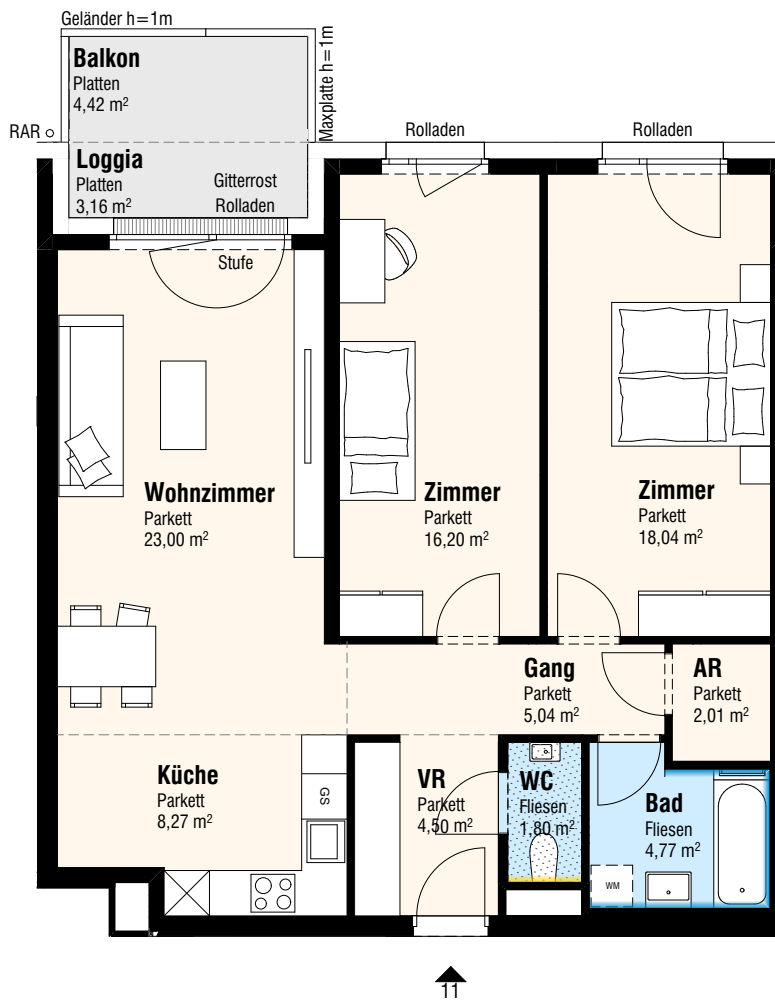 Geländer h=1m
Maxplatte h=1m
Balkon
Platten
4,42 m²
RAR
Rolladen
Rolladen
Loggia
Platten
3,16 m²
Gitterrost
Rolladen
Stufe
Wohnzimmer
Parkett
23,00 m²
Zimmer
Parkett
16,20 m²
Zimmer
Parkett
18,04 m²
Gang
Parkett
5,04 m²
AR
Parkett
2,01 m²
Küche
Parkett
8,27 m²
GS
VR
Parkett
4,50 m²
WC
Fliesen
1,80 m²
Bad
Fliesen
4,77 m²
WM
11